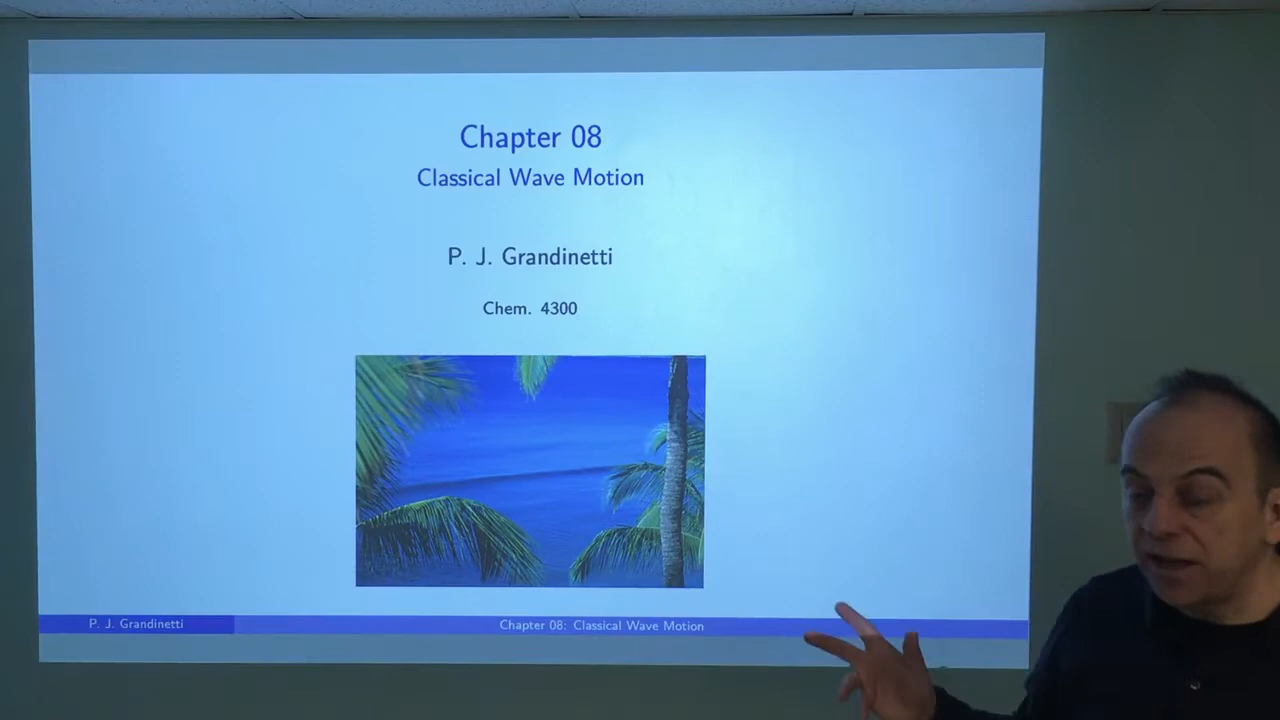 Chapter 08
Classical Wave Motion
P. J. Grandinetti
Chem. 4300
P. J. Grandinetti
Chapter 08: Classical Wave Motion